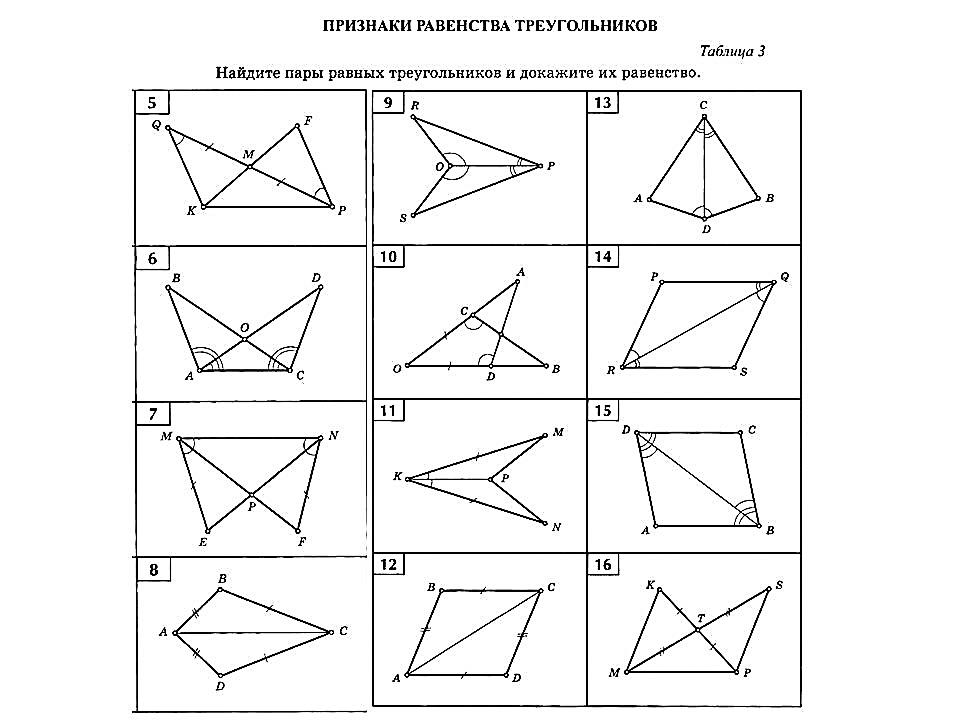 ПРИЗНАКИ РАВЕНСТВА ТРЕУГОЛЬНИКОВ
Таблица 3
Найдите пары равных треугольников и докажите их равенство.
5
Q
F
M
K
P
9
R
O
P
S
13
C
A
B
D
6
B
D
O
A
C
10
A
C
O
D
B
14
P
Q
R
S
7
M
N
P
E
F
11
M
K
P
N
15
D
C
A
B
8
B
A
C
D
12
B
C
A
D
16
K
S
T
M
P